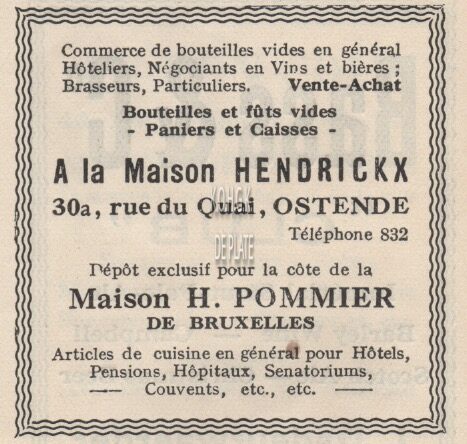 Commerce de bouteilles vides en général
Hôteliers, Négociants en Vins et bières ;
Brasseurs, Particuliers. Vente-Achat
Bouteilles et fûts vides
- Paniers et Caisses -
A la Maison HENDRICKX
30a, rue du Quai, OSTENDE
Téléphone 832
Dépôt exclusif pour la côte de la
Maison H. POMMIER
DE BRUXELLES
Articles de cuisine en général pour Hôtels,
Pensions, Hôpitaux, Senatoriums,
—— Couvents, etc., etc. ——
KON.G.K
DE PLATE